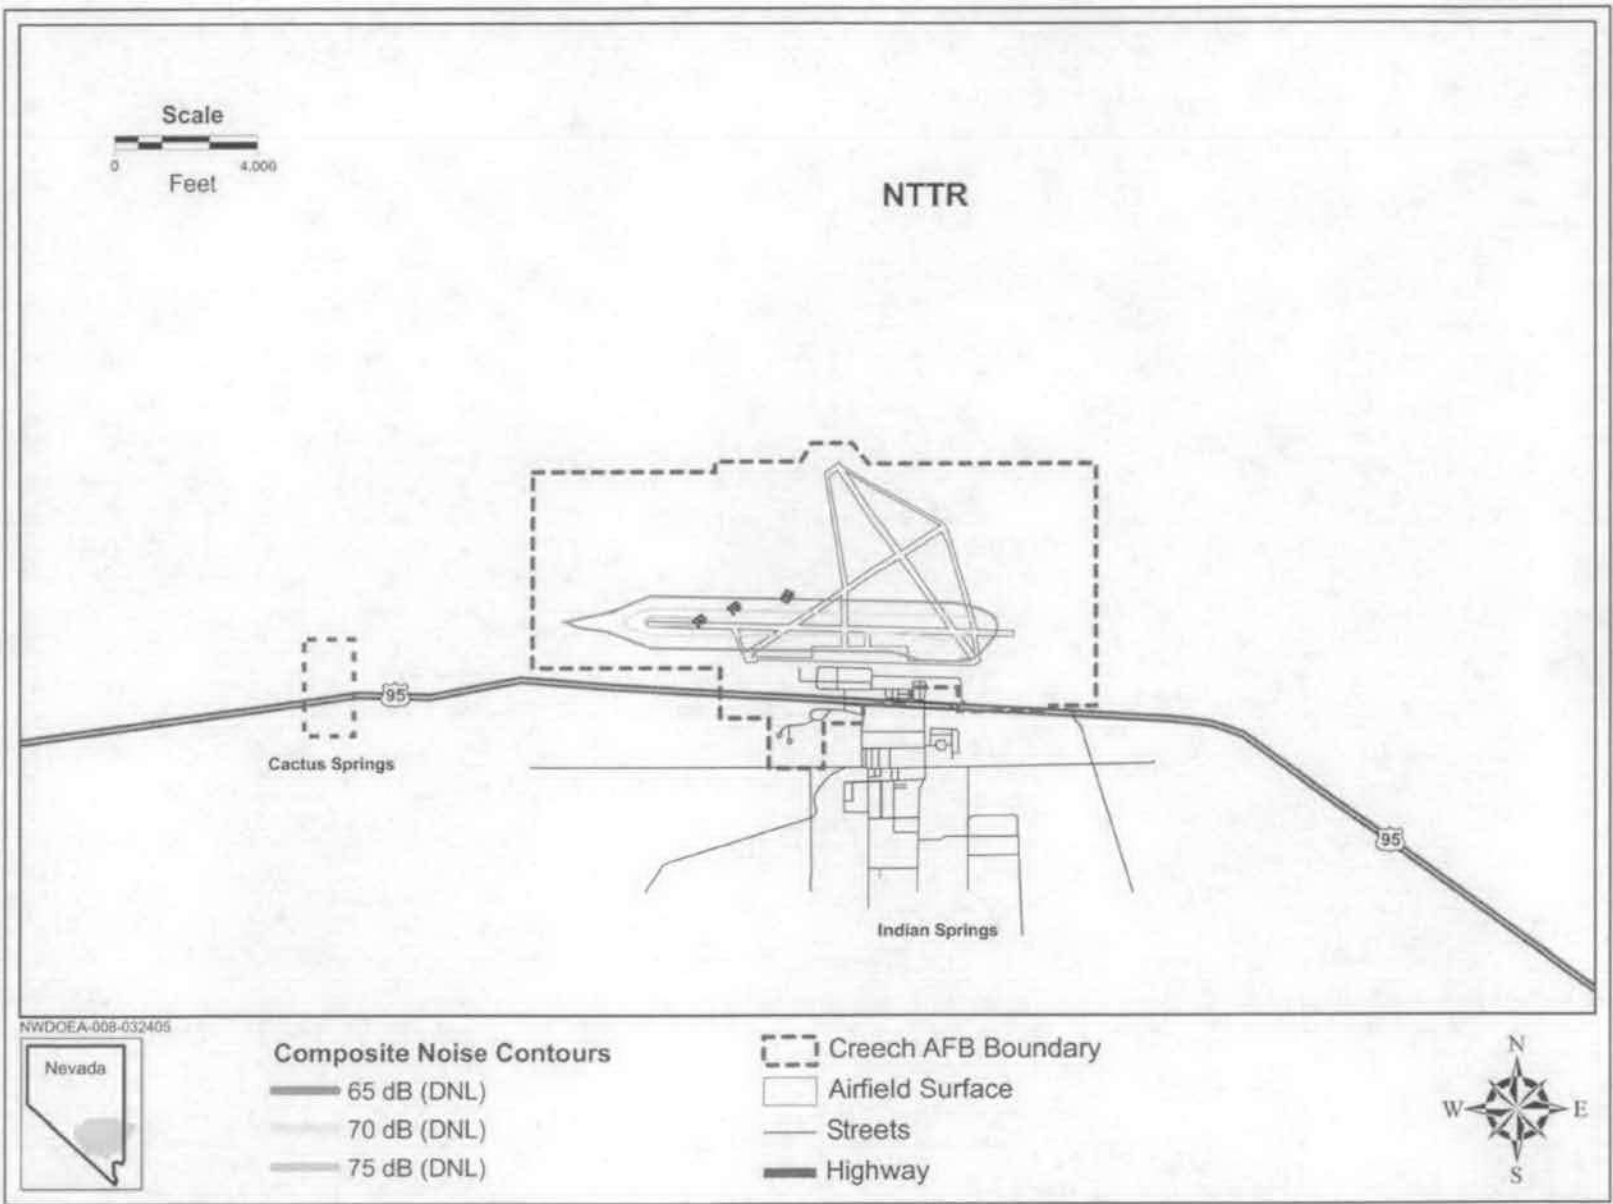 Scale
0 4,000
Feet
NTTR
95
Cactus Springs
95
Indian Springs
NWDOEA-008-032405
Nevada
Composite Noise Contours
65 dB (DNL)
70 dB (DNL)
75 dB (DNL)
Creech AFB Boundary
Airfield Surface
Streets
Highway
N
W E
S